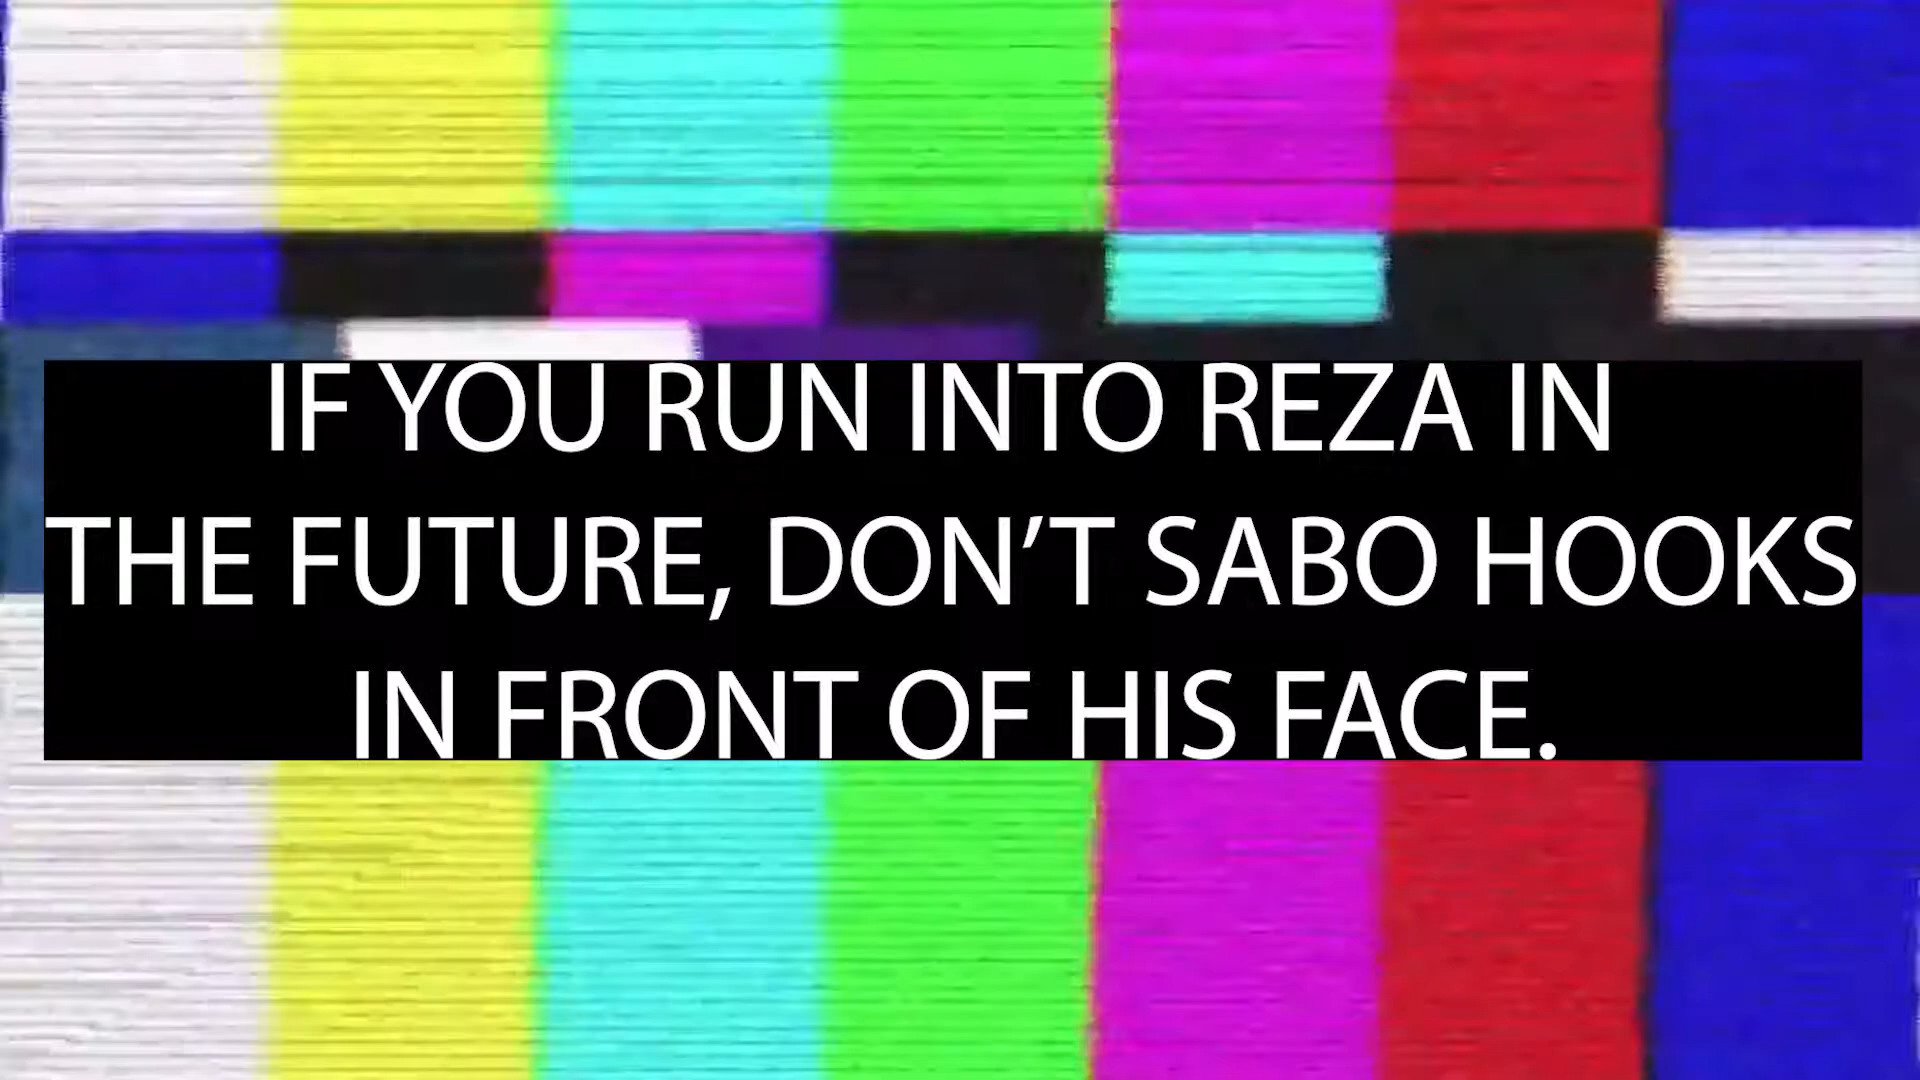 IF YOU RUN INTO REZA IN
THE FUTURE, DON’T SABO HOOKS
IN FRONT OF HIS FACE.